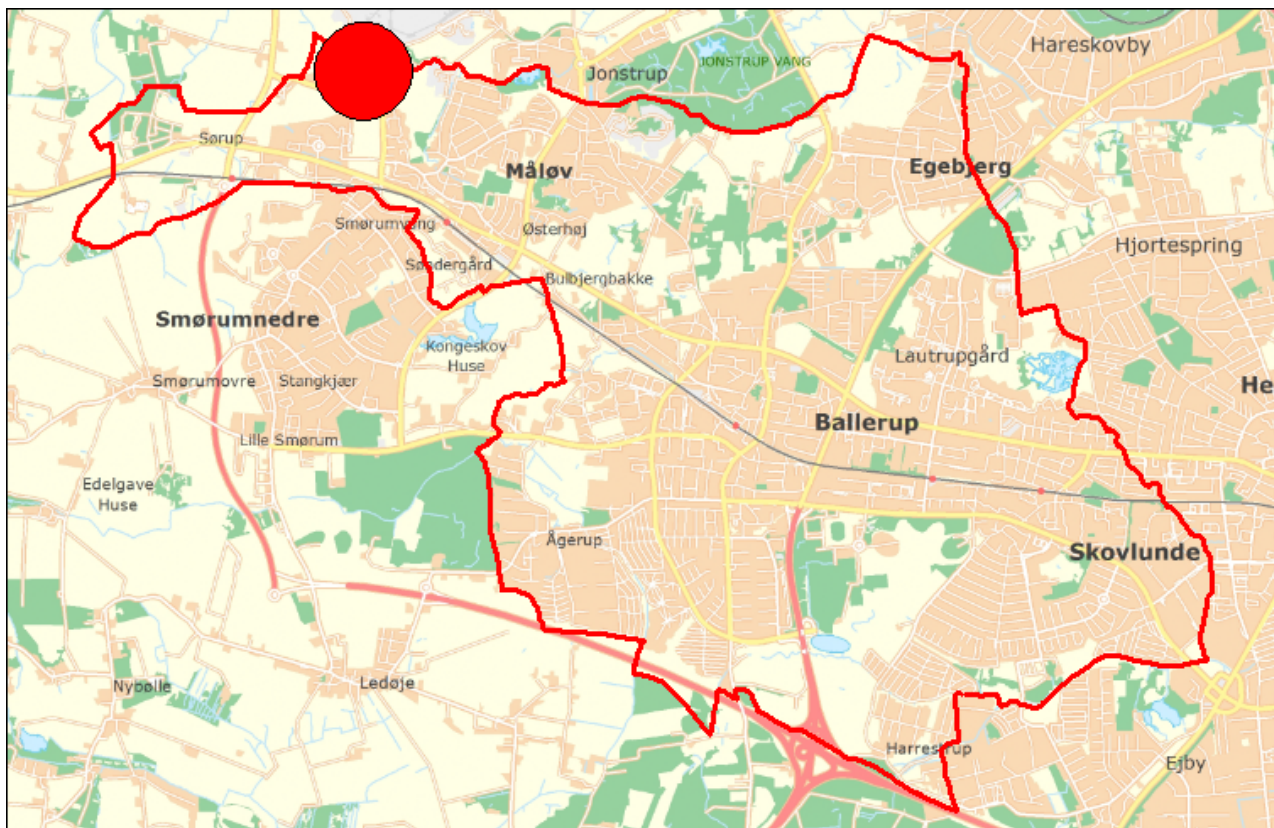 Hareskovby
JONSTRUP VANG
Jonstrup
Sørup
Måløv
Egebjerg
Smørumvang
Østerhøj
Hjortespring
Søndergård
Bulbjergbakke
Smørumnedre
Kongeskov
Huse
Lautrupgård
Smørumovre
Stangkjær
He
Ballerup
Lille Smørum
Edelgave
Huse
Ågerup
Skovlunde
Nybølle
Ledøje
Harrestrup
Ejby